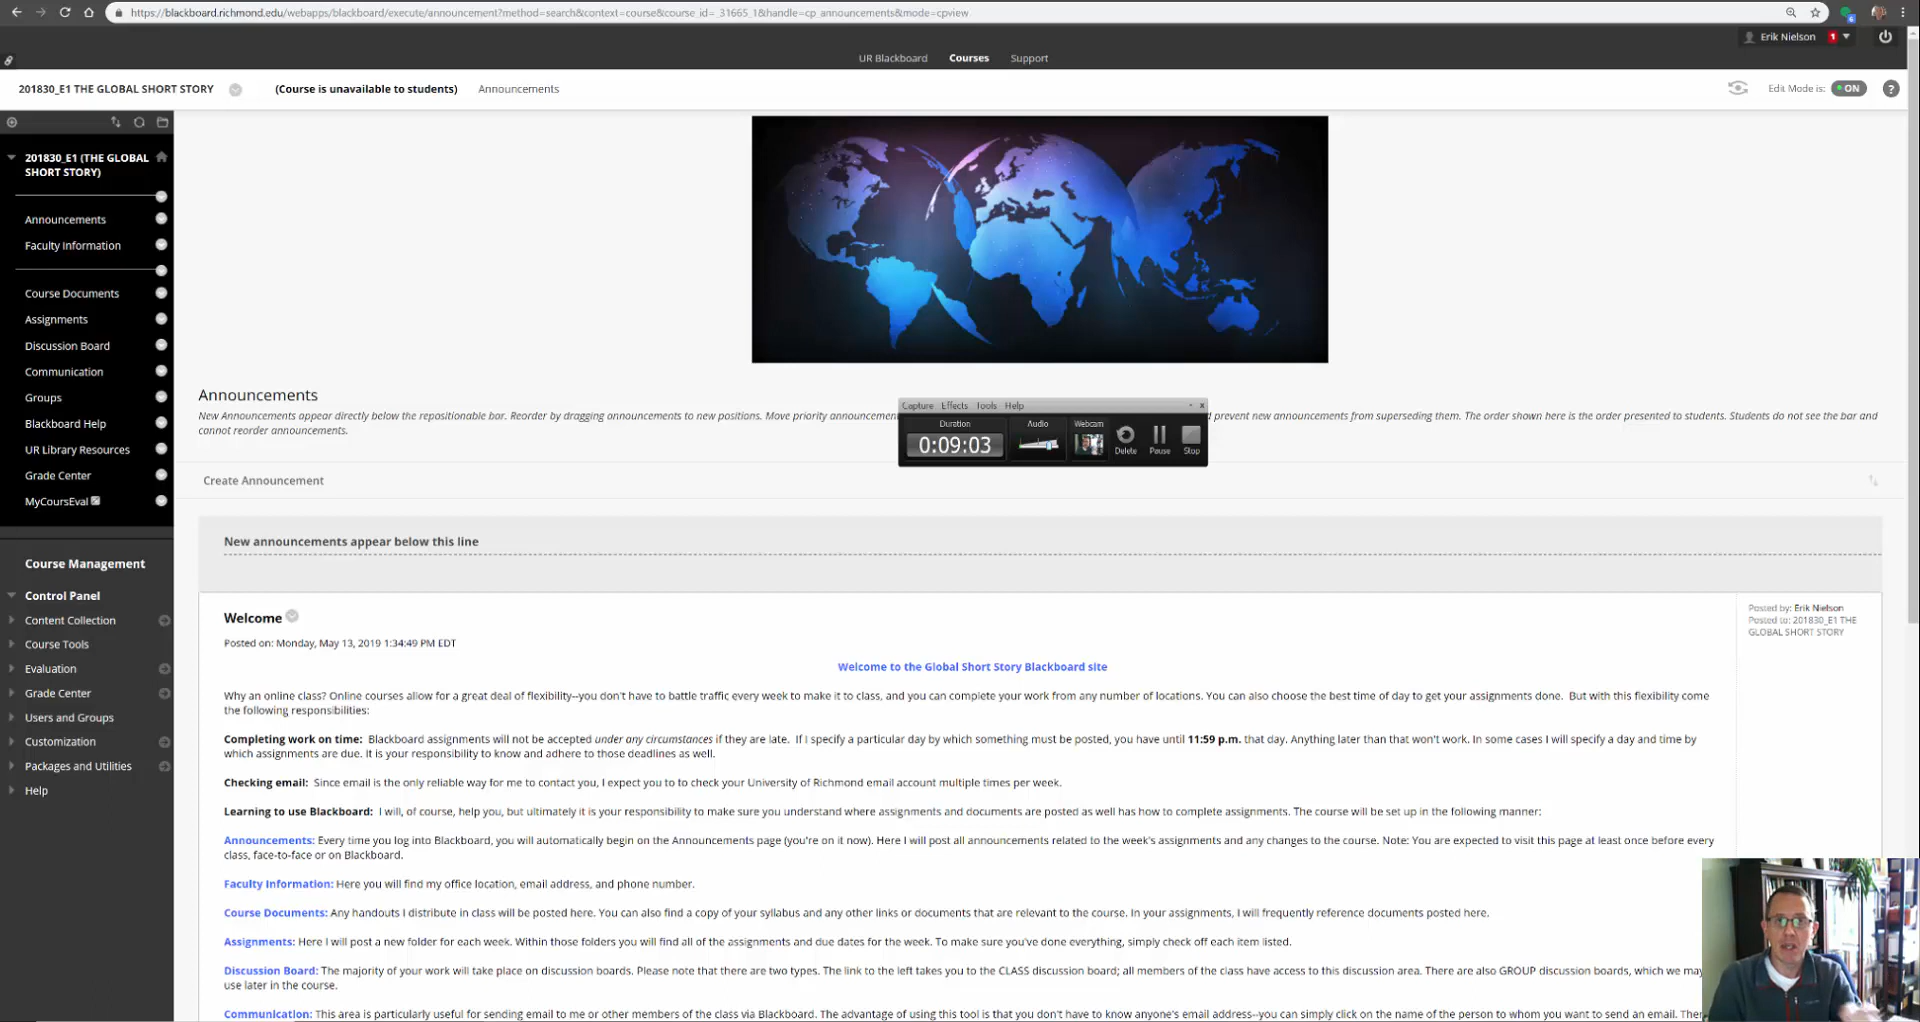 https://blackboard.richmond.edu/webapps/blackboard/execute/announcement?method=search&context=course&course_id=_31665_1&handle=cp_announcements&mode=cpview
Erik Nielson 1
UR Blackboard Courses Support
201830_E1 THE GLOBAL SHORT STORY (Course is unavailable to students) Announcements Edit Mode is: ON ?
201830_E1 (THE GLOBAL
SHORT STORY)
Announcements
Faculty Information
Course Documents
Assignments
Discussion Board
Communication
Groups
Blackboard Help
UR Library Resources
Grade Center
MyCoursEval
Course Management
Control Panel
Content Collection
Course Tools
Evaluation
Grade Center
Users and Groups
Customization
Packages and Utilities
Help
Announcements
New Announcements appear directly below the repositionable bar. Reorder by dragging announcements to new positions. Move priority announcemen
prevent new announcements from superseding them. The order shown here is the order presented to students. Students do not see the bar and
cannot reorder announcements.
Capture Effects Tools Help
Duration Audio Webcam
0:09:03
Delete Pause Stop
Create Announcement
New announcements appear below this line
Welcome
Posted on: Monday, May 13, 2019 1:34:49 PM EDT
Posted by: Erik Nielson
Posted to: 201830_E1 THE
GLOBAL SHORT STORY
Welcome to the Global Short Story Blackboard site
Why an online class? Online courses allow for a great deal of flexibility--you don't have to battle traffic every week to make it to class, and you can complete your work from any number of locations. You can also choose the best time of day to get your assignments done. But with this flexibility come
the following responsibilities:
Completing work on time: Blackboard assignments will not be accepted under any circumstances if they are late. If I specify a particular day by which something must be posted, you have until 11:59 p.m. that day. Anything later than that won't work. In some cases I will specify a day and time by
which assignments are due. It is your responsibility to know and adhere to those deadlines as well.
Checking email: Since email is the only reliable way for me to contact you, I expect you to to check your University of Richmond email account multiple times per week.
Learning to use Blackboard: I will, of course, help you, but ultimately it is your responsibility to make sure you understand where assignments and documents are posted as well has how to complete assignments. The course will be set up in the following manner:
Announcements: Every time you log into Blackboard, you will automatically begin on the Announcements page (you're on it now). Here I will post all announcements related to the week's assignments and any changes to the course. Note: You are expected to visit this page at least once before every
class, face-to-face or on Blackboard.
Faculty Information: Here you will find my office location, email address, and phone number.
Course Documents: Any handouts I distribute in class will be posted here. You can also find a copy of your syllabus and any other links or documents that are relevant to the course. In your assignments, I will frequently reference documents posted here.
Assignments: Here I will post a new folder for each week. Within those folders you will find all of the assignments and due dates for the week. To make sure you've done everything, simply check off each item listed.
Discussion Board: The majority of your work will take place on discussion boards. Please note that there are two types. The link to the left takes you to the CLASS discussion board; all members of the class have access to this discussion area. There are also GROUP discussion boards, which we may
use later in the course.
Communication: This area is particularly useful for sending email to me or other members of the class via Blackboard. The advantage of using this tool is that you don't have to know anyone's email address--you can simply click on the name of the person to whom you want to send an email. Ther